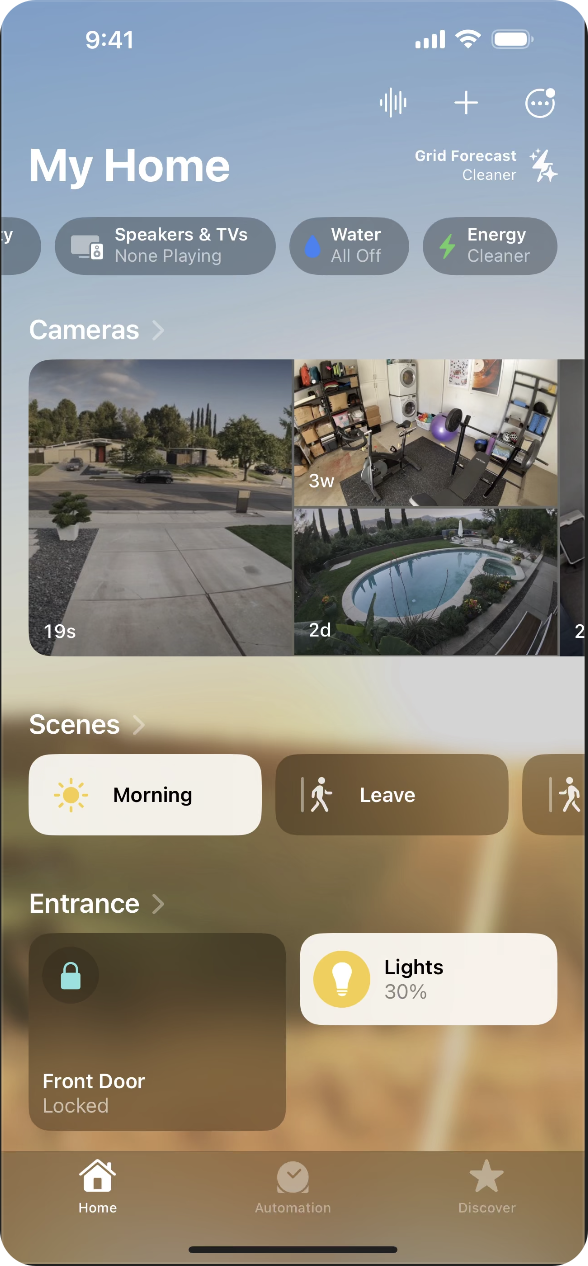 9:41
My Home
Grid Forecast
Cleaner
ty
Speakers & TVs
None Playing
Water
All Off
Energy
Cleaner
Cameras
19s
3w
2d
2
Scenes
Morning
Leave
Entrance
Front Door
Locked
Lights
30%
Home
Automation
Discover